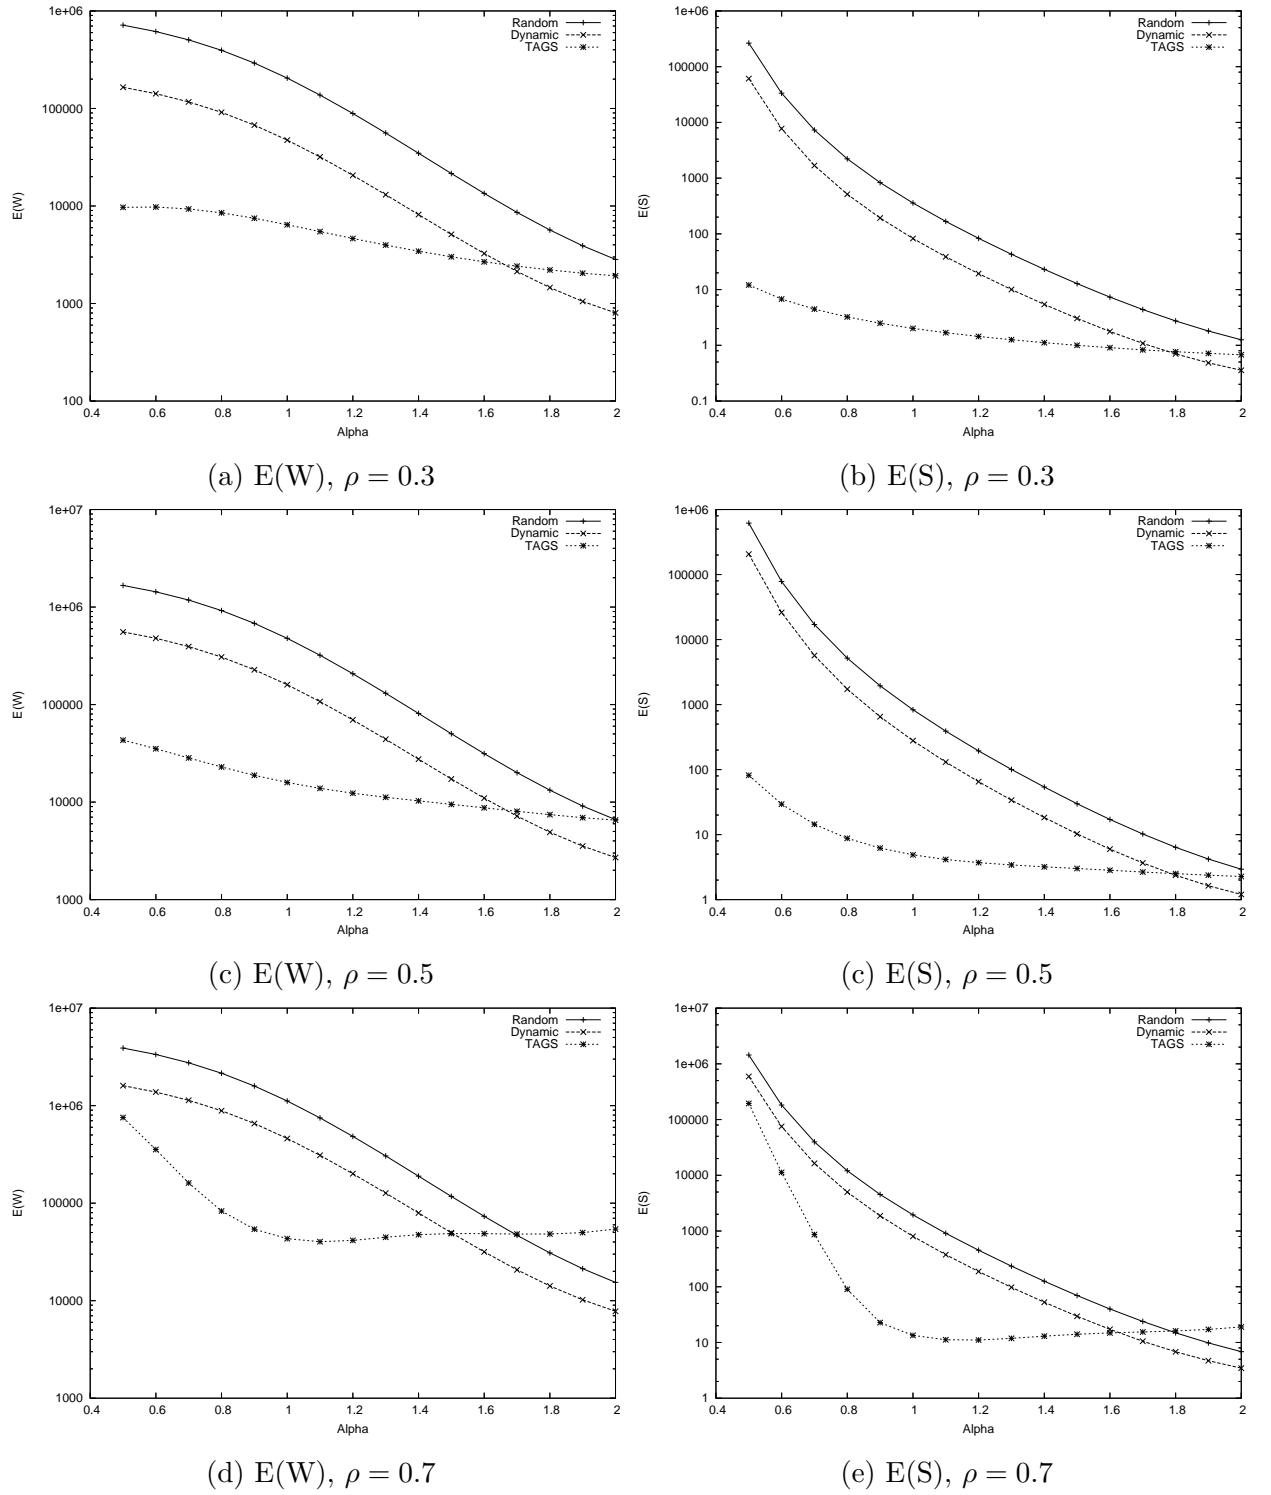 1e+06
100000
10000
1000
100
E(W)
0.4 0.6 0.8 1 1.2 1.4 1.6 1.8 2
Alpha
Random
Dynamic
TAGS
(a) E(W), ρ = 0.3
1e+06
100000
10000
1000
100
10
1
0.1
E(S)
0.4 0.6 0.8 1 1.2 1.4 1.6 1.8 2
Alpha
Random
Dynamic
TAGS
(b) E(S), ρ = 0.3
1e+07
1e+06
100000
10000
1000
E(W)
0.4 0.6 0.8 1 1.2 1.4 1.6 1.8 2
Alpha
Random
Dynamic
TAGS
(c) E(W), ρ = 0.5
1e+06
100000
10000
1000
100
10
1
E(S)
0.4 0.6 0.8 1 1.2 1.4 1.6 1.8 2
Alpha
Random
Dynamic
TAGS
(c) E(S), ρ = 0.5
1e+07
1e+06
100000
10000
1000
E(W)
0.4 0.6 0.8 1 1.2 1.4 1.6 1.8 2
Alpha
Random
Dynamic
TAGS
(d) E(W), ρ = 0.7
1e+07
1e+06
100000
10000
1000
100
10
1
E(S)
0.4 0.6 0.8 1 1.2 1.4 1.6 1.8 2
Alpha
Random
Dynamic
TAGS
(e) E(S), ρ = 0.7